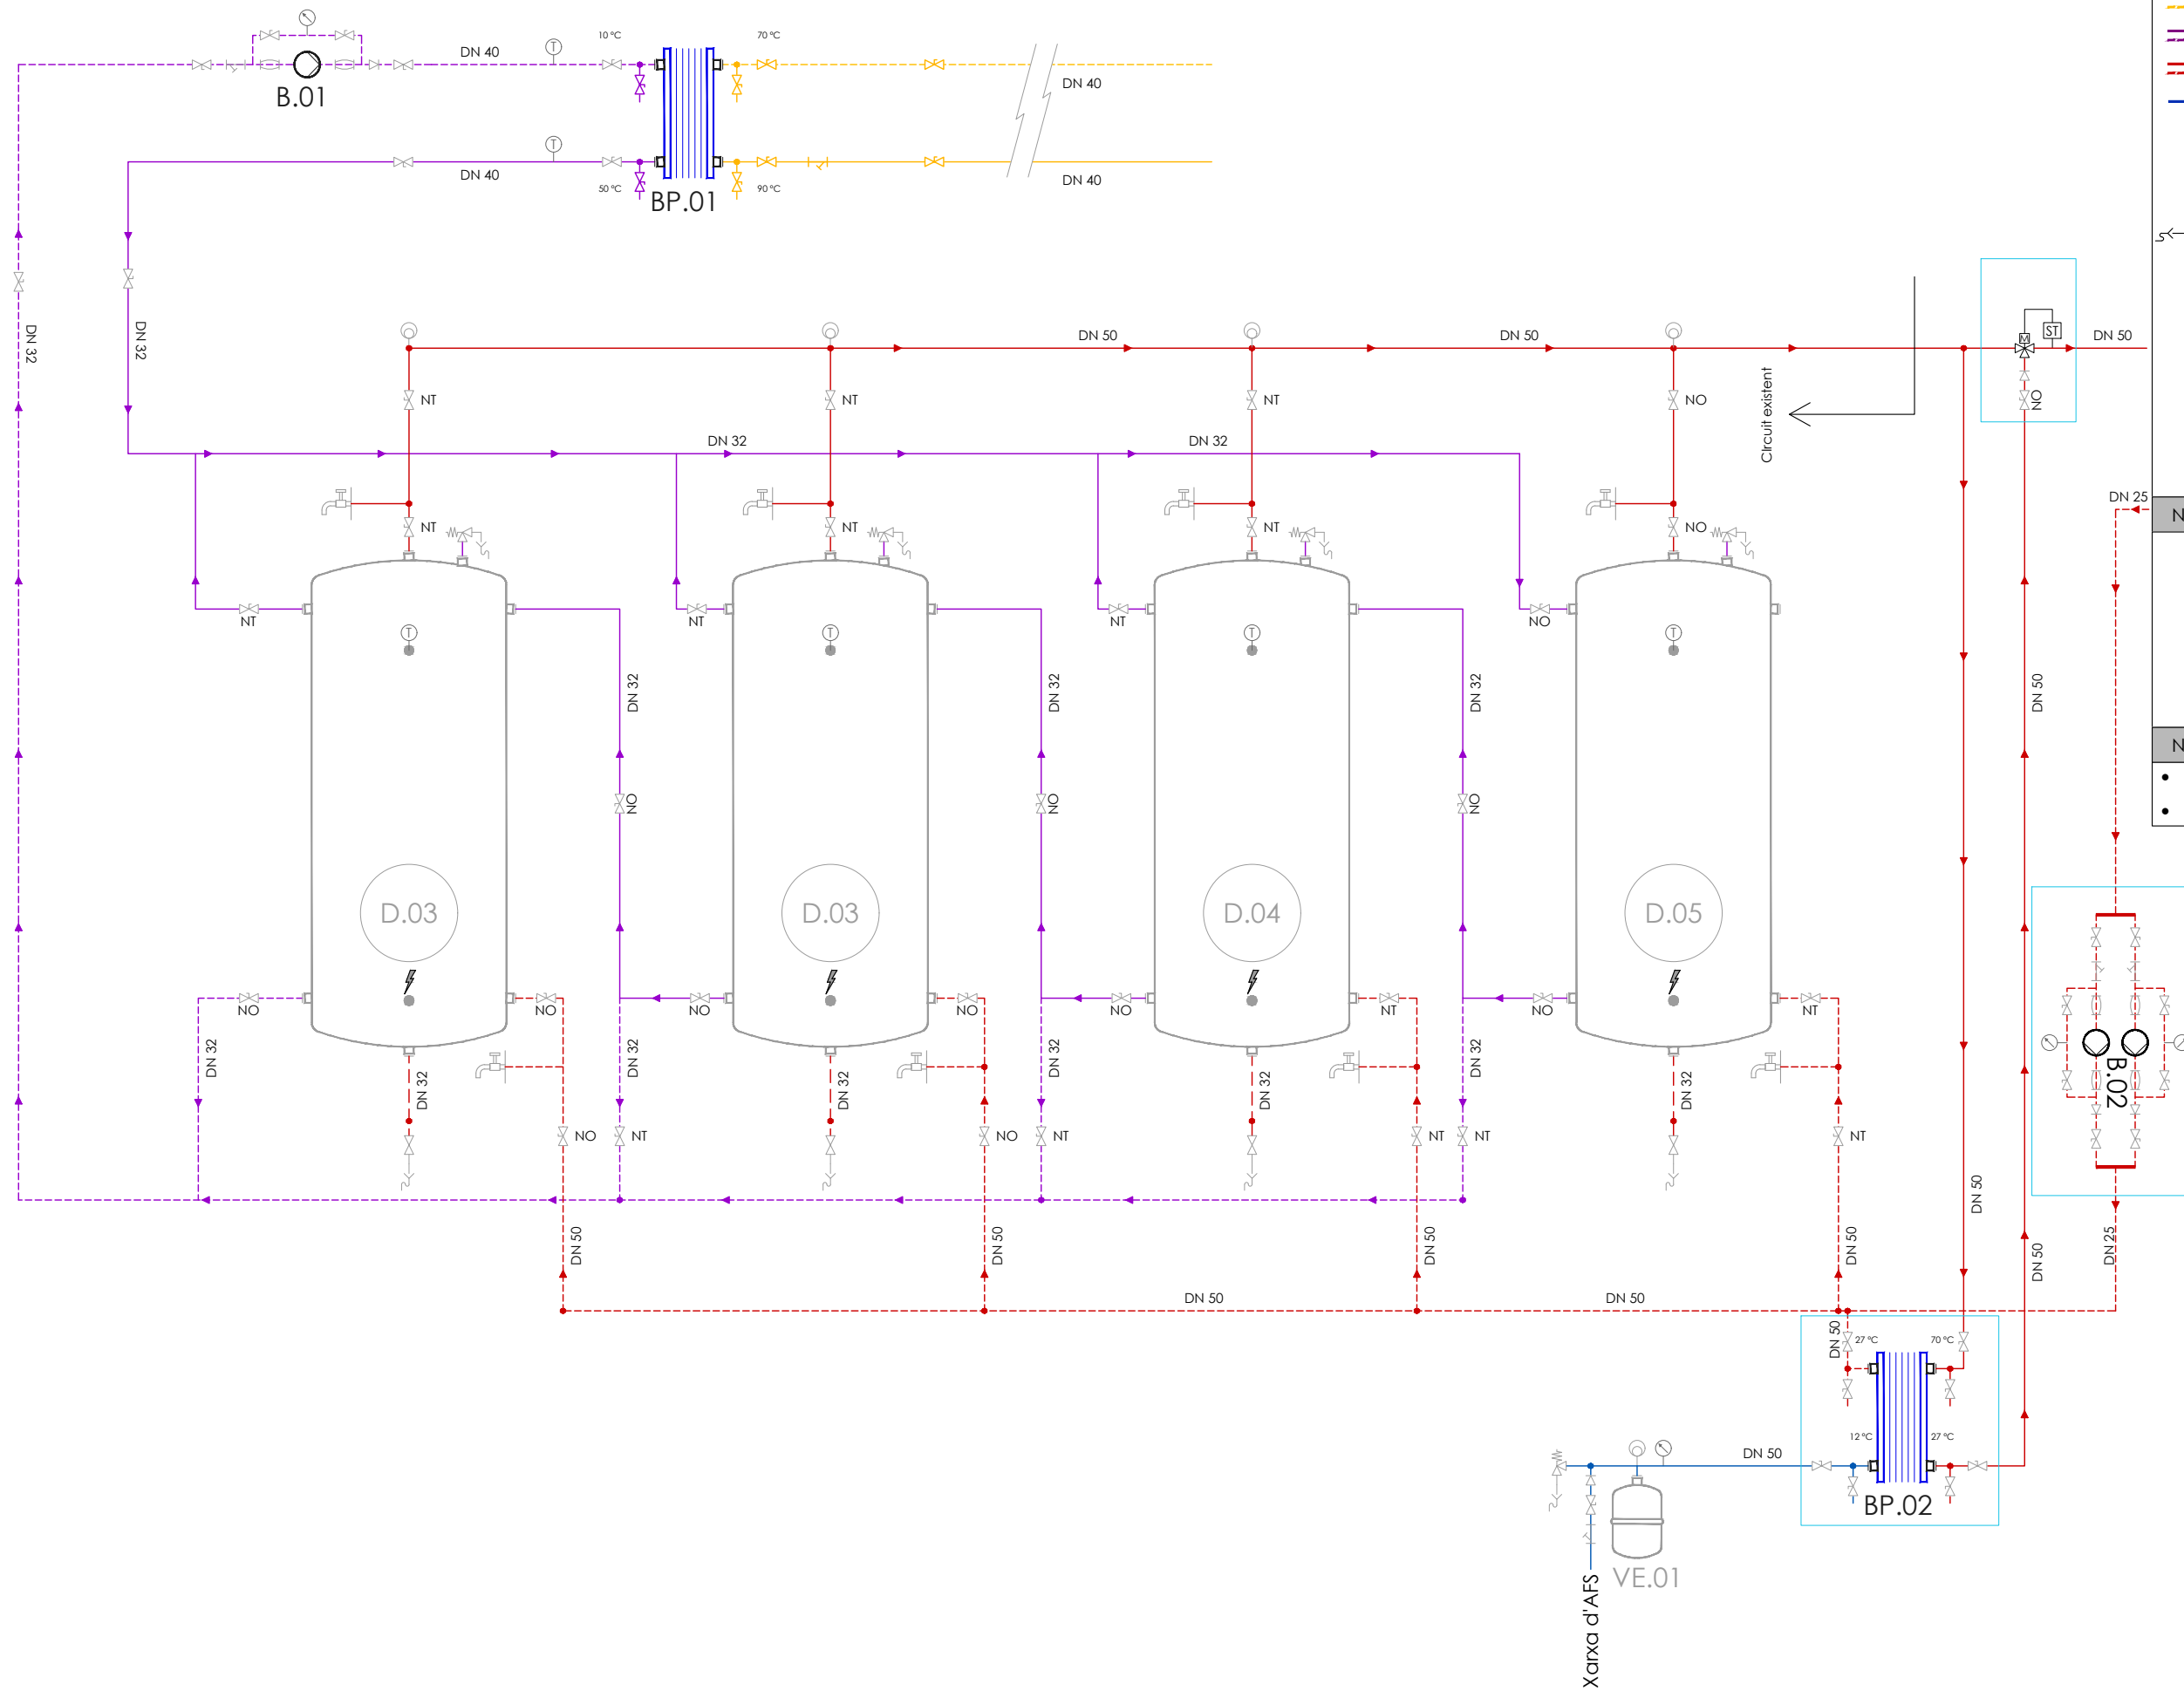 10 ºC
70 ºC
DN 40
DN 40
B.01
T
T
DN 40
DN 40
50 ºC
90 ºC
BP.01
DN 32
DN 32
DN 50
DN 50
M
ST
DN 50
NT
NT
NT
NO
NO
CIrcuit existent
DN 32
DN 32
DN 25
N
NT
NT
NT
NO
NT
NT
NT
NO
T
T
T
T
DN 32
DN 32
DN 32
DN 50
N
NO
NO
NO
D.03
D.03
D.04
D.05
NO
NO
NO
NO
NO
NT
NO
NT
DN 32
DN 32
DN 32
DN 32
DN 32
DN 32
DN 32
DN 32
B.02
NO
NT
NO
NT
NT
NT
NT
DN 50
DN 50
DN 50
DN 50
DN 50
DN 50
DN 25
DN 50
DN 50
DN 50
27 ºC
70 ºC
12 ºC
27 ºC
DN 50
BP.02
VE.01
Xarxa d'AFS